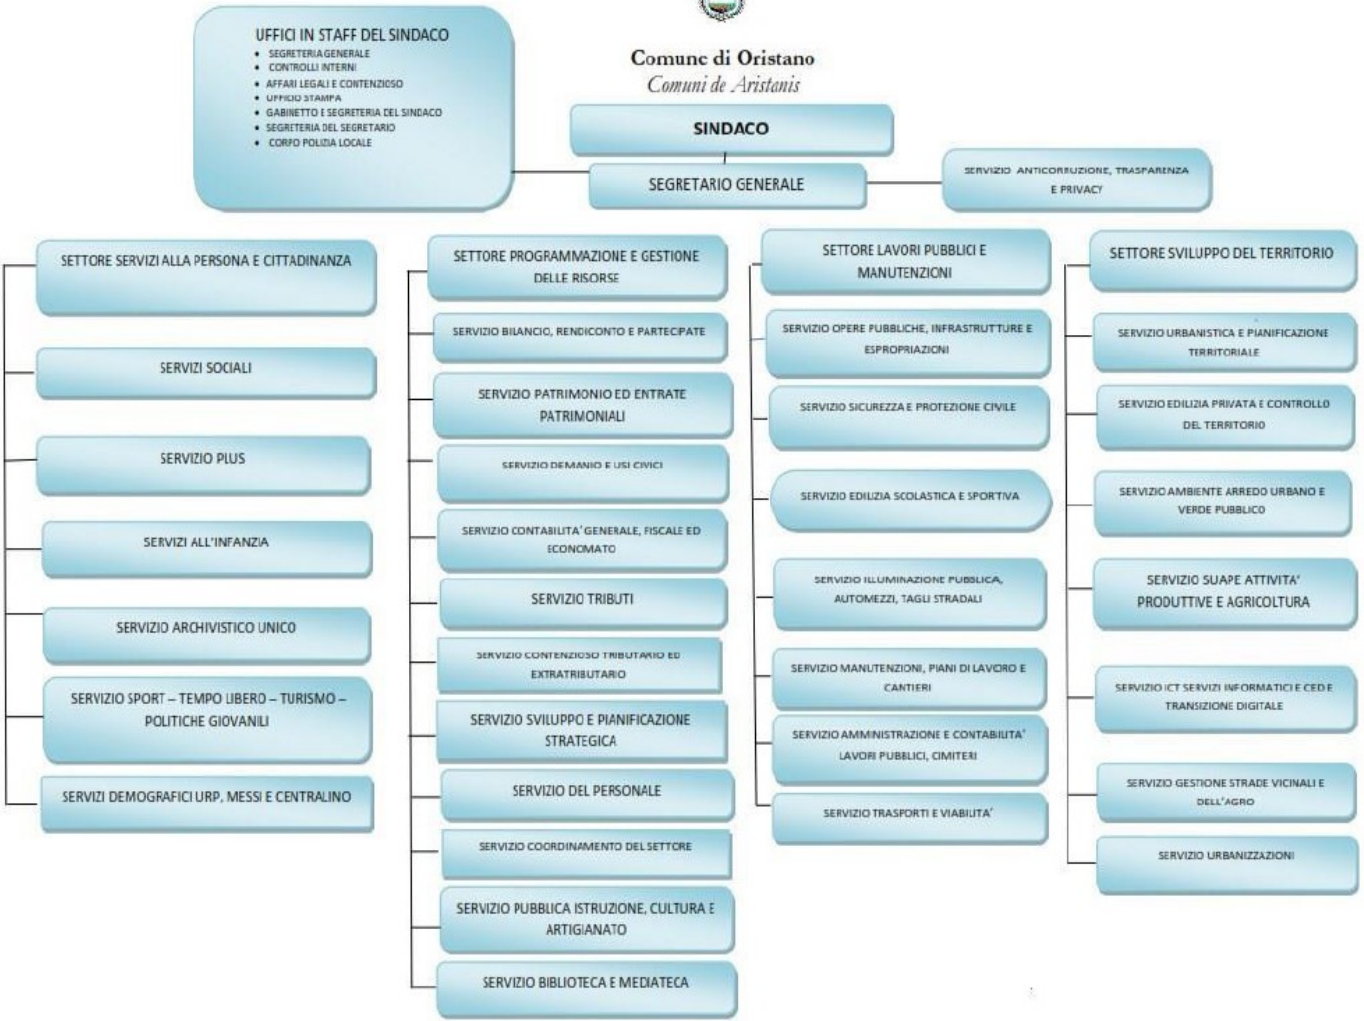 UFFICI IN STAFF DEL SINDACO
• SEGRETERIA GENERALE
• CONTROLLI INTERNI
• AFFARI LEGALI E CONTENZIOSO
• UFFICIO STAMPA
• GABINETTO E SEGRETERIA DEL SINDACO
• SEGRETERIA DEL SEGRETARIO
• CORPO POLIZIA LOCALE
Comune di Oristano
Comuni de Aristanis
SINDACO
SEGRETARIO GENERALE
SERVIZIO ANTICORRUZIONE, TRASPARENZA
E PRIVACY
SETTORE SERVIZI ALLA PERSONA E CITTADINANZA
SERVIZI SOCIALI
SERVIZIO PLUS
SERVIZI ALL'INFANZIA
SERVIZIO ARCHIVISTICO UNICO
SERVIZIO SPORT – TEMPO LIBERO – TURISMO –
POLITICHE GIOVANILI
SERVIZI DEMOGRAFICI URP, MESSI E CENTRALINO
SETTORE PROGRAMMAZIONE E GESTIONE
DELLE RISORSE
SERVIZIO BILANCIO, RENDICONTO E PARTECIPATE
SERVIZIO PATRIMONIO ED ENTRATE
PATRIMONIALI
SERVIZIO DEMANIO E USI CIVICI
SERVIZIO CONTABILITA' GENERALE, FISCALE ED
ECONOMATO
SERVIZIO TRIBUTI
SERVIZIO CONTENZIOSO TRIBUTARIO ED
EXTRATRIBUTARIO
SERVIZIO SVILUPPO E PIANIFICAZIONE
STRATEGICA
SERVIZIO DEL PERSONALE
SERVIZIO COORDINAMENTO DEL SETTORE
SERVIZIO PUBBLICA ISTRUZIONE, CULTURA E
ARTIGIANATO
SERVIZIO BIBLIOTECA E MEDIATECA
SETTORE LAVORI PUBBLICI E
MANUTENZIONI
SERVIZIO OPERE PUBBLICHE, INFRASTRUTTURE E
ESPROPRIAZIONI
SERVIZIO SICUREZZA E PROTEZIONE CIVILE
SERVIZIO EDILIZIA SCOLASTICA E SPORTIVA
SERVIZIO ILLUMINAZIONE PUBBLICA,
AUTOMEZZI, TAGLI STRADALI
SERVIZIO MANUTENZIONI, PIANI DI LAVORO E
CANTIERI
SERVIZIO AMMINISTRAZIONE E CONTABILITA'
LAVORI PUBBLICI, CIMITERI
SERVIZIO TRASPORTI E VIABILITA'
SETTORE SVILUPPO DEL TERRITORIO
SERVIZIO URBANISTICA E PIANIFICAZIONE
TERRITORIALE
SERVIZIO EDILIZIA PRIVATA E CONTROLLO
DEL TERRITORIO
SERVIZIO AMBIENTE ARREDO URBANO E
VERDE PUBBLICO
SERVIZIO SUAPE ATTIVITA'
PRODUTTIVE E AGRICOLTURA
SERVIZIO ICT SERVIZI INFORMATICI E CED E
TRANSIZIONE DIGITALE
SERVIZIO GESTIONE STRADE VICINALI E
DELL'AGRO
SERVIZIO URBANIZZAZIONI